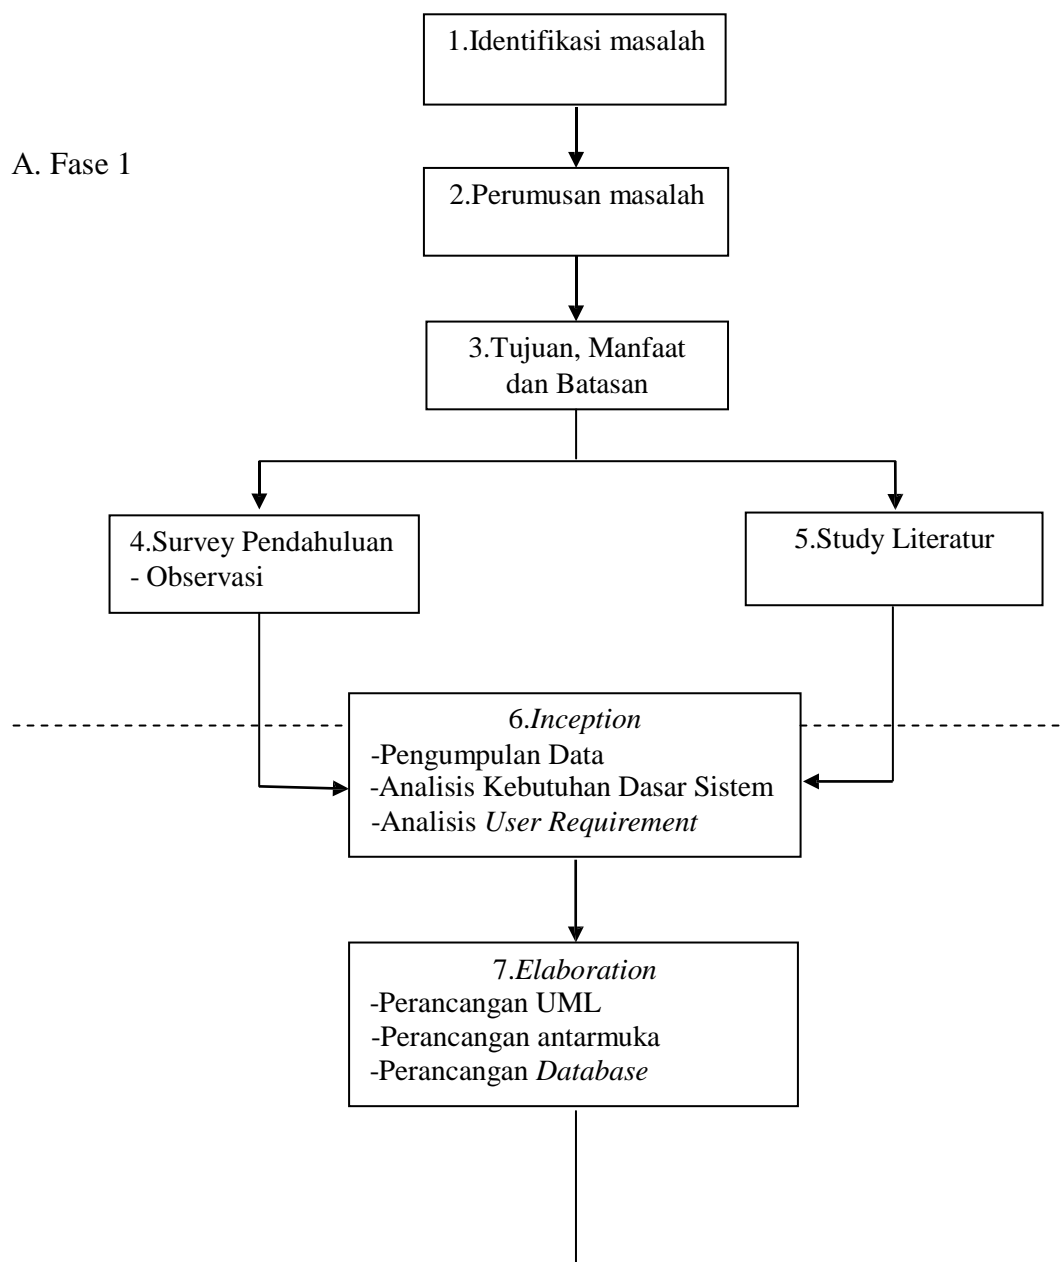 1.Identifikasi masalah
A. Fase 1
2.Perumusan masalah
3.Tujuan, Manfaat
dan Batasan
4.Survey Pendahuluan
- Observasi
5.Study Literatur
6.Inception
-Pengumpulan Data
-Analisis Kebutuhan Dasar Sistem
-Analisis User Requirement
7.Elaboration
-Perancangan UML
-Perancangan antarmuka
-Perancangan Database